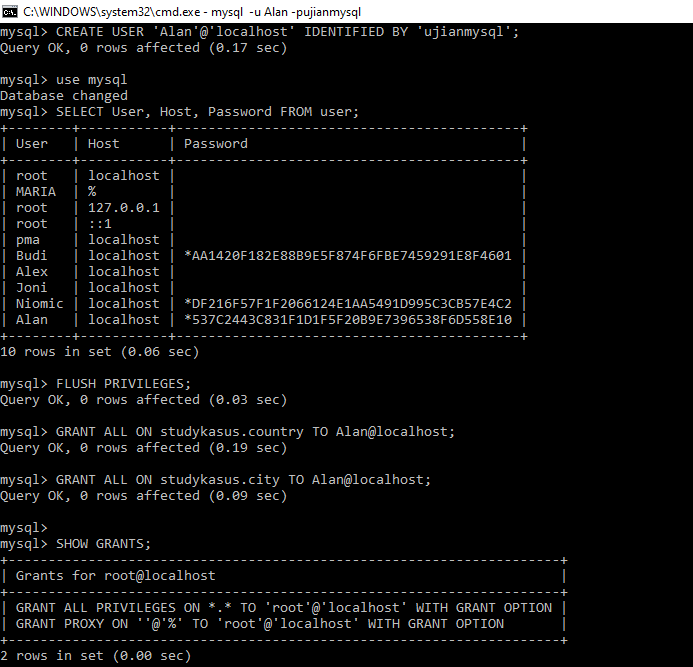 C:\WINDOWS\system32\cmd.exe - mysql -u Alan -pujianmysql
mysql> CREATE USER 'Alan'@'localhost' IDENTIFIED BY 'ujianmysql';
Query OK, 0 rows affected (0.17 sec)
mysql> use mysql
Database changed
mysql> SELECT User, Host, Password FROM user;
+--------+-----------+-------------------------------------------+
| User   | Host      | Password                                  |
+--------+-----------+-------------------------------------------+
| root   | localhost |                                           |
| MARIA  | %         |                                           |
| root   | 127.0.0.1 |                                           |
| root   | ::1       |                                           |
| pma    | localhost |                                           |
| Budi   | localhost | *AA1420F182E88B9E5F874F6FBE7459291E8F4601 |
| Alex   | localhost |                                           |
| Joni   | localhost |                                           |
| Niomic | localhost | *DF216F57F1F2066124E1AA5491D995C3CB57E4C2 |
| Alan   | localhost | *537C2443C831F1D1F5F20B9E7396538F6D558E10 |
+--------+-----------+-------------------------------------------+
10 rows in set (0.06 sec)
mysql> FLUSH PRIVILEGES;
Query OK, 0 rows affected (0.03 sec)
mysql> GRANT ALL ON studykasus.country TO Alan@localhost;
Query OK, 0 rows affected (0.19 sec)
mysql> GRANT ALL ON studykasus.city TO Alan@localhost;
Query OK, 0 rows affected (0.09 sec)
mysql>
mysql> SHOW GRANTS;
+---------------------------------------------------------------------+
| Grants for root@localhost                                           |
+---------------------------------------------------------------------+
| GRANT ALL PRIVILEGES ON *.* TO 'root'@'localhost' WITH GRANT OPTION |
| GRANT PROXY ON ''@'%' TO 'root'@'localhost' WITH GRANT OPTION       |
+---------------------------------------------------------------------+
2 rows in set (0.00 sec)